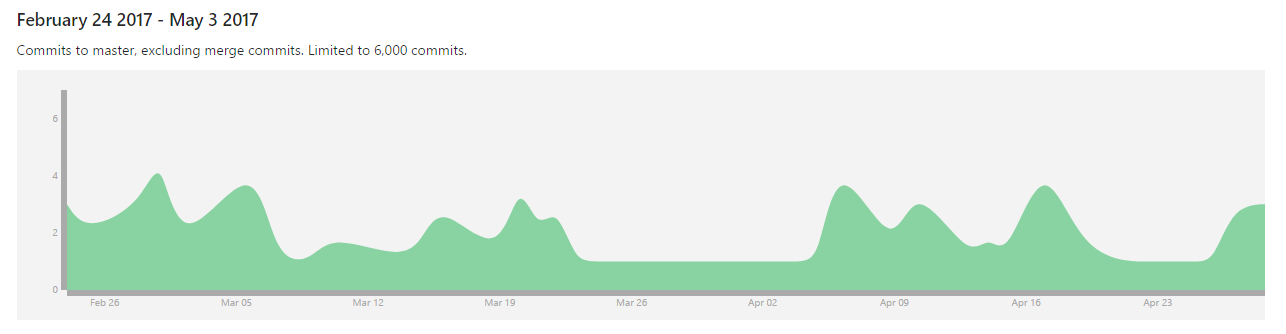 February 24 2017 - May 3 2017
Commits to master, excluding merge commits. Limited to 6,000 commits.
6
4
2
0
Feb 26 Mar 05 Mar 12 Mar 19 Mar 26 Apr 02 Apr 09 Apr 16 Apr 23